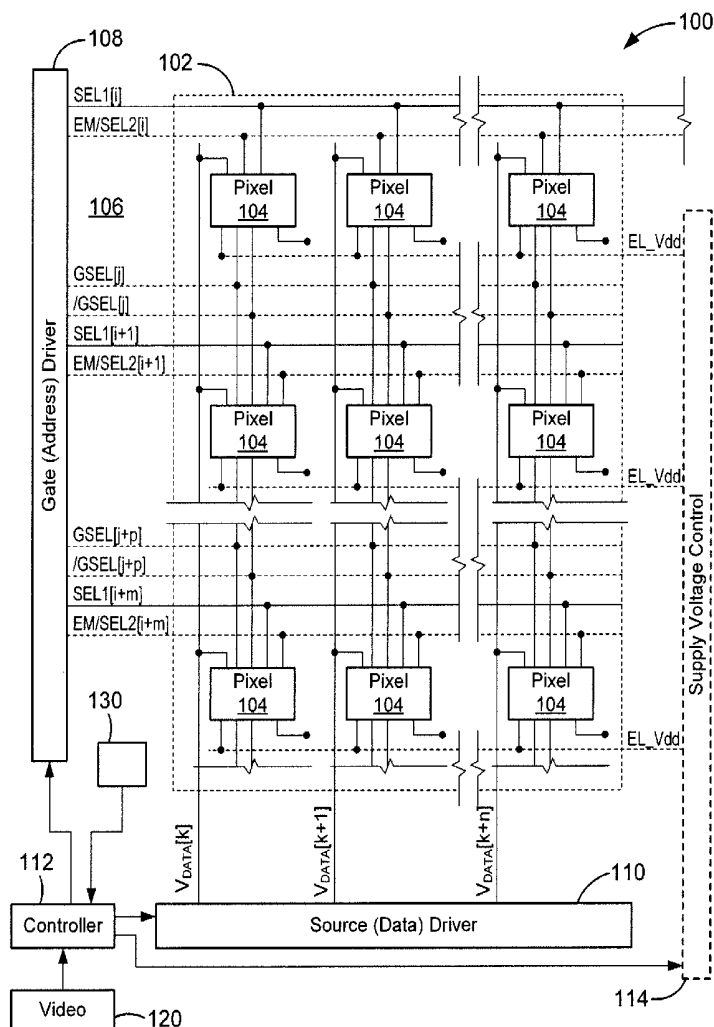 108
100
SEL1[i]
102
EM/SEL2[i]
Pixel
104
Pixel
104
Pixel
104
106
EL_Vdd
GSEL[j]
/GSEL[j]
SEL1[i+1]
EM/SEL2[i+1]
Pixel
104
Pixel
104
Pixel
104
EL_Vdd
Gate (Address) Driver
Supply Voltage Control
GSEL[j+p]
/GSEL[j+p]
SEL1[i+m]
EM/SEL2[i+m]
Pixel
104
Pixel
104
Pixel
104
130
EL_Vdd
VDATA[k]
VDATA[k+1]
VDATA[k+n]
112
110
Controller
Source (Data) Driver
Video
120
114